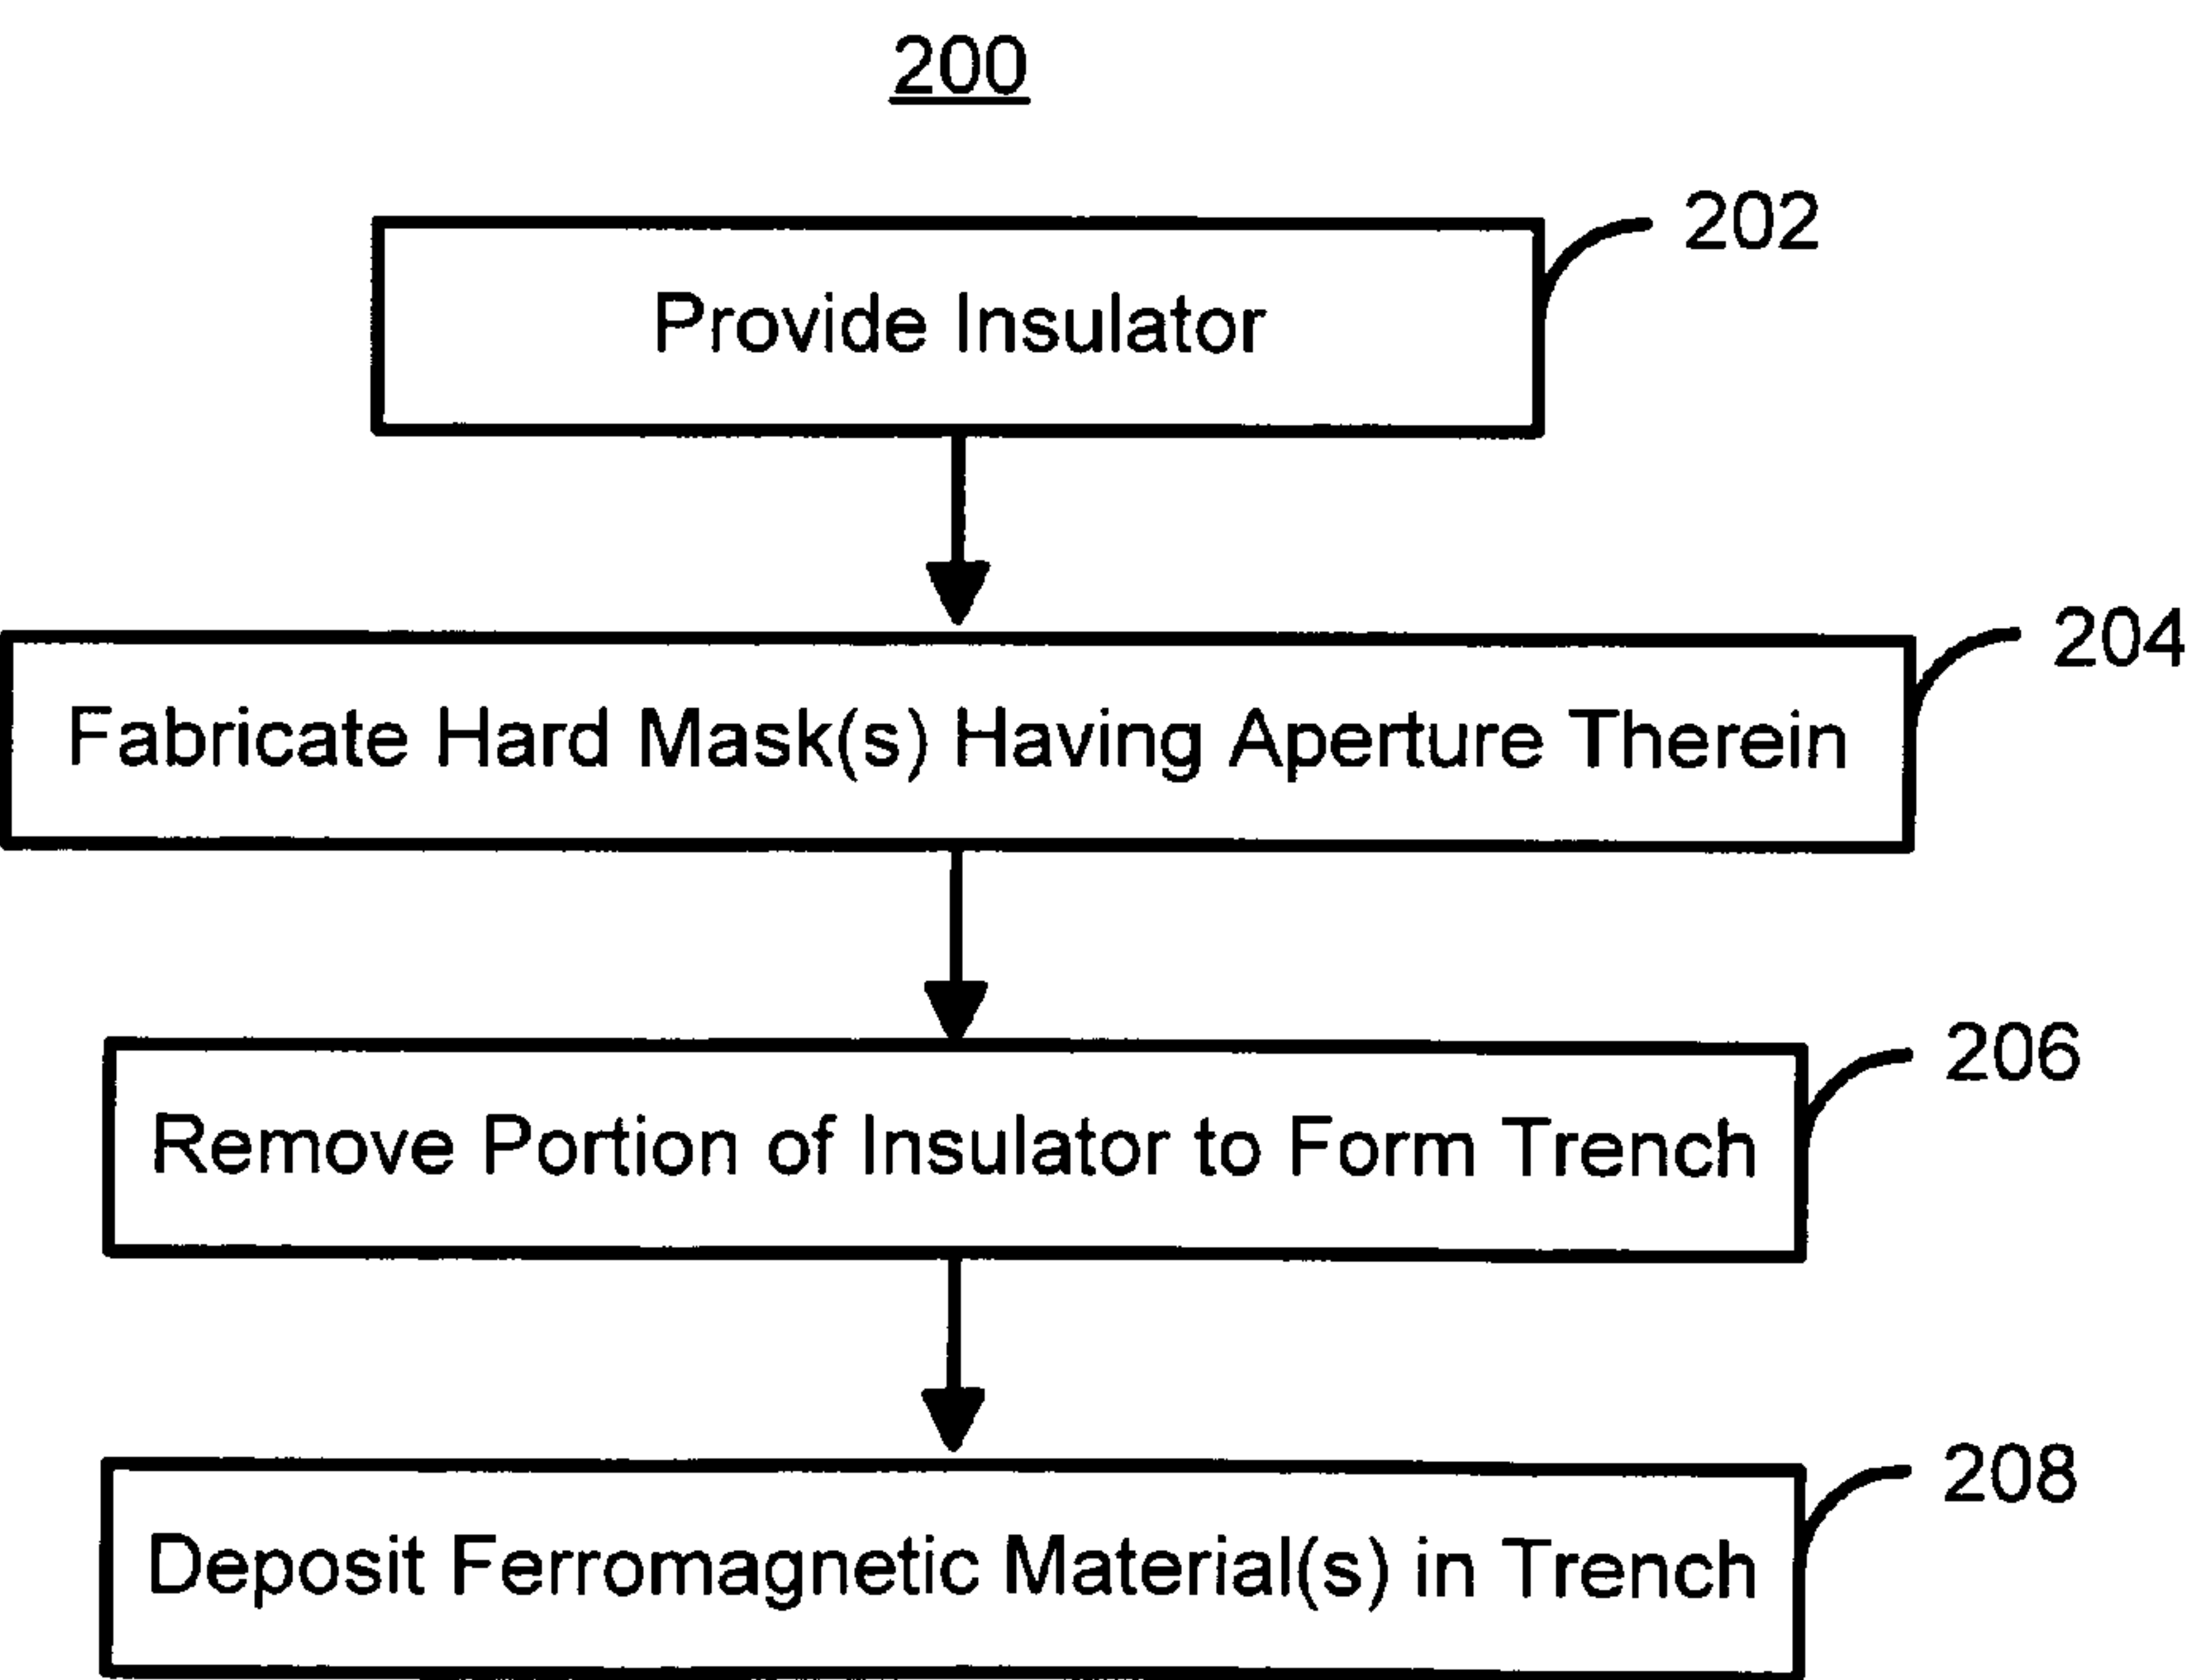 200
202
Provide Insulator
204
Fabricate Hard Mask(s) Having Aperture Therein
206
Remove Portion of Insulator to Form Trench
208
Deposit Ferromagnetic Material(s) in Trench